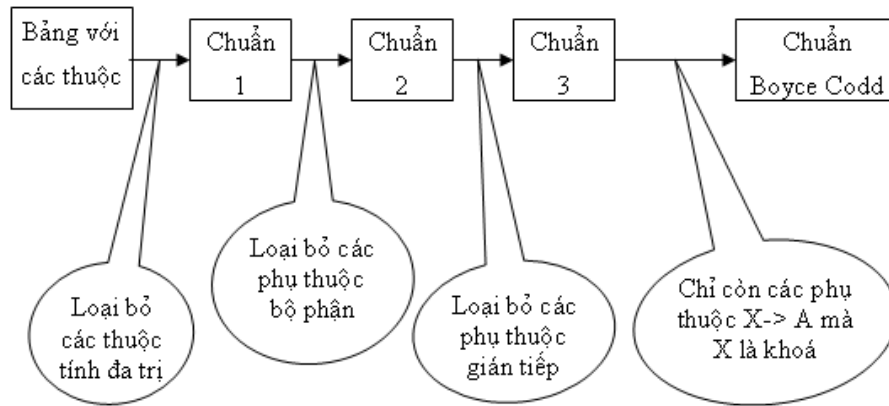 Bảng với
các thuộc
Chuẩn
1
Chuẩn
2
Chuẩn
3
Chuẩn
Boyce Codd
Loại bỏ
các thuộc
tính đa trị
Loại bỏ các
phụ thuộc
bộ phận
Loại bỏ các
phụ thuộc
gián tiếp
Chỉ còn các phụ
thuộc X-> A mà
X là khoá